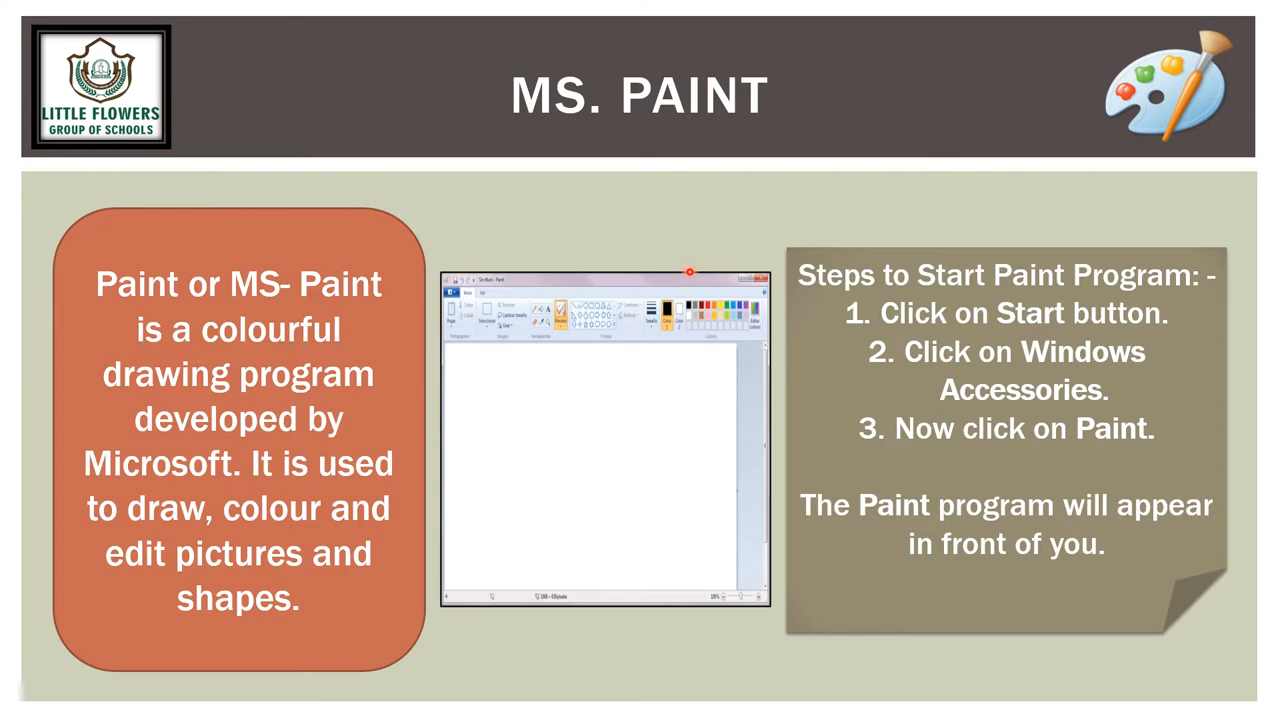 LITTLE FLOWERS
GROUP OF SCHOOLS
MS. PAINT
Paint or MS- Paint
is a colourful
drawing program
developed by
Microsoft. It is used
to draw, colour and
edit pictures and
shapes.
Steps to Start Paint Program: -
1. Click on Start button.
2. Click on Windows
Accessories.
3. Now click on Paint.
The Paint program will appear
in front of you.